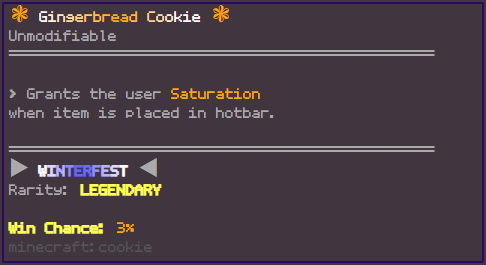 ❃ Gingerbread Cookie ❃
Unmodifiable
> Grants the user Saturation
when item is placed in hotbar.
▶ WINTERFEST ◀
Rarity: LEGENDARY
Win Chance: 3%
minecraft:cookie